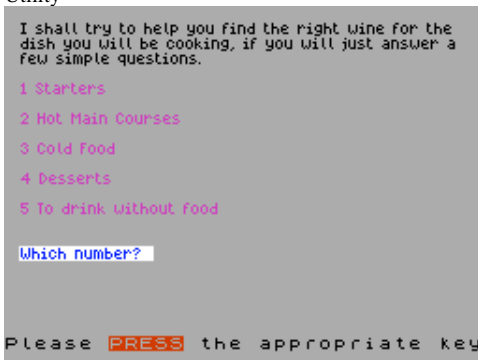 Utility
I shall try to help you find the right wine for the
dish you will be cooking, if you will just answer a
few simple questions.
1 Starters
2 Hot Main Courses
3 Cold Food
4 Desserts
5 To drink without food
Which number?
Please PRESS the appropriate key